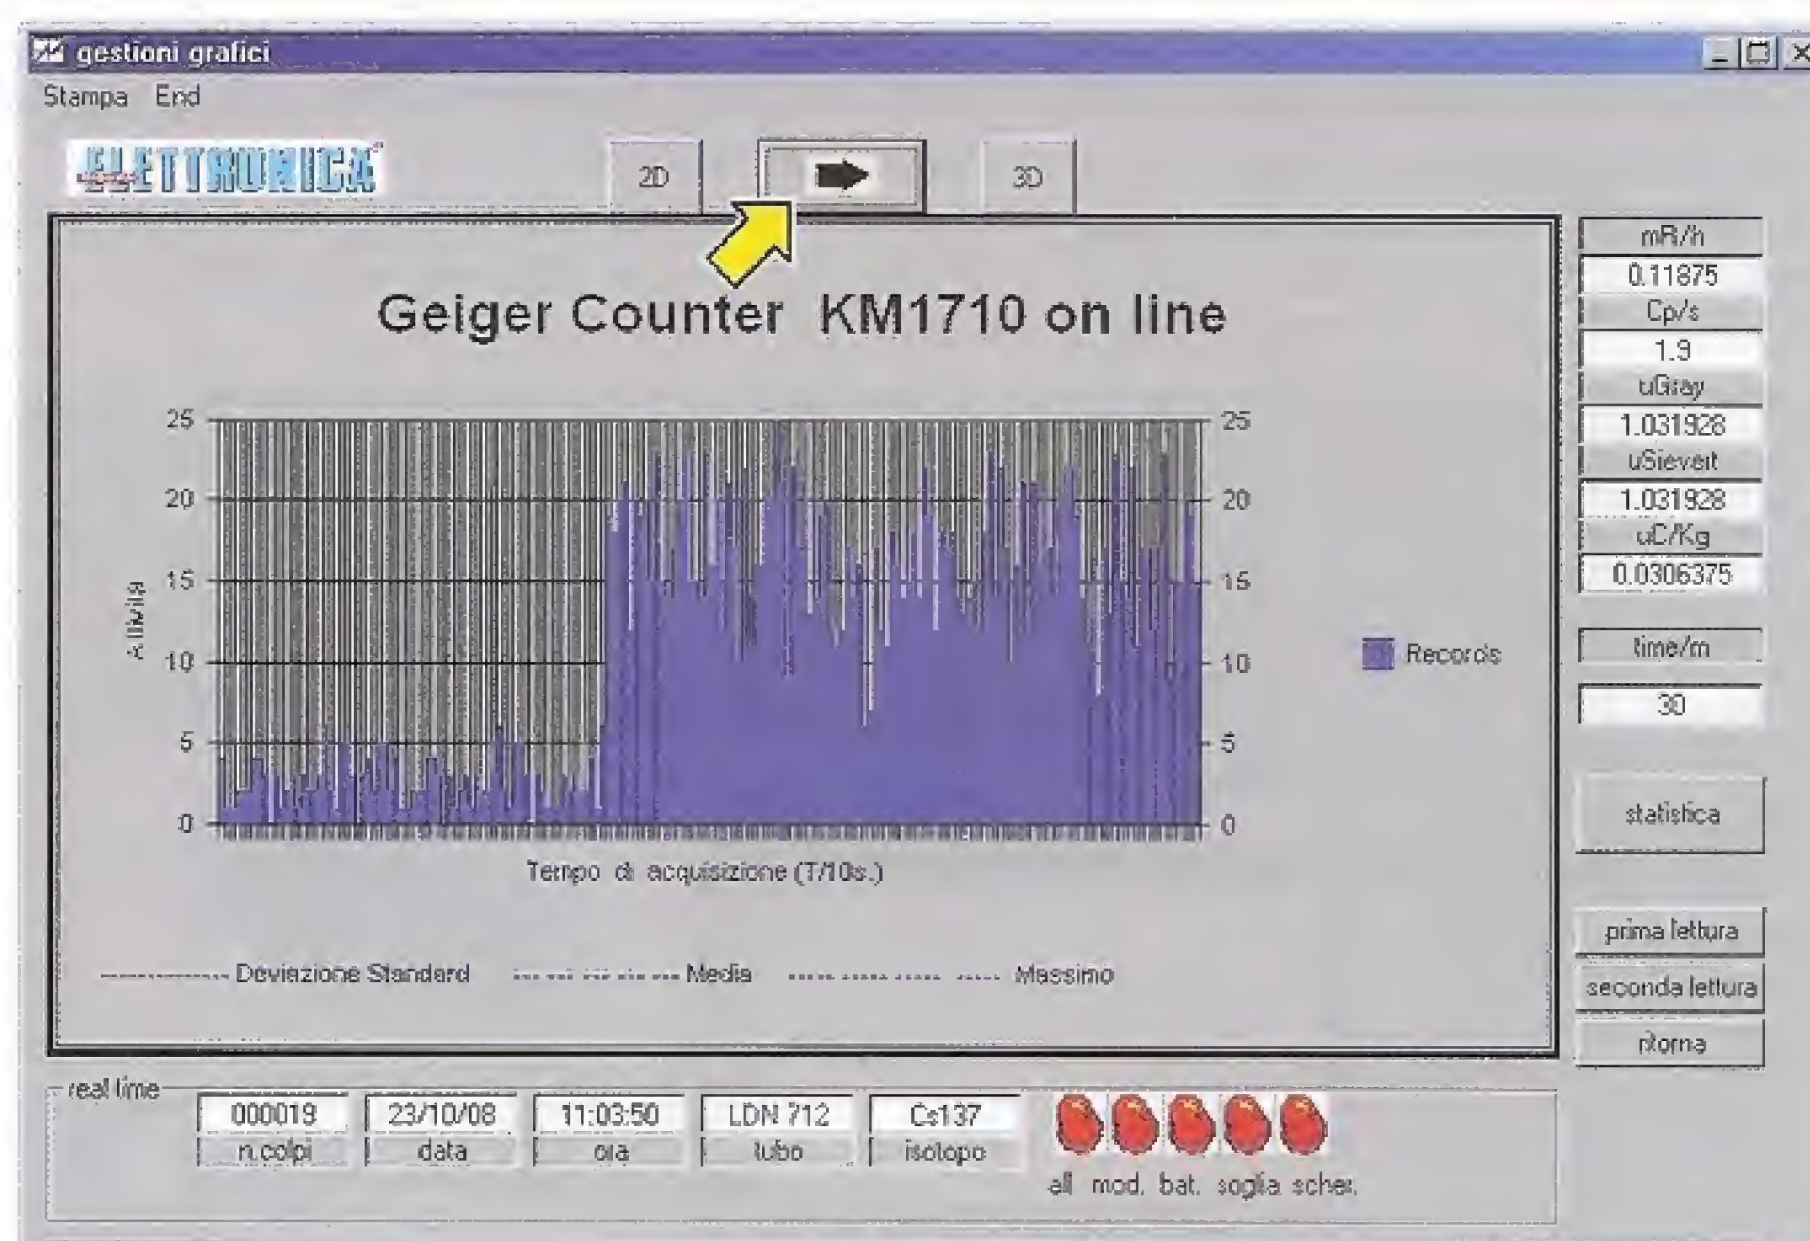 gestioni grafici
Stampa End
ELETTRONICA
2D
3D
Geiger Counter KM1710 on line
25
20
15
10
5
0
25
20
15
10
5
0
Attività
Tempo di acquisizione (T/10s.)
Records
Deviazione Standard Media Massimo
mR/h
0.11875
Cp/s
1.9
uGray
1.031928
uSievert
1.031928
uC/Kg
0.0306375
time/m
30
statistica
prima lettura
seconda lettura
ritorna
real time
000019 23/10/08 11:03:50 LDN 712 Cs137
n.colpi data ora tubo isotopo
all. mod. bat. soglia scher.